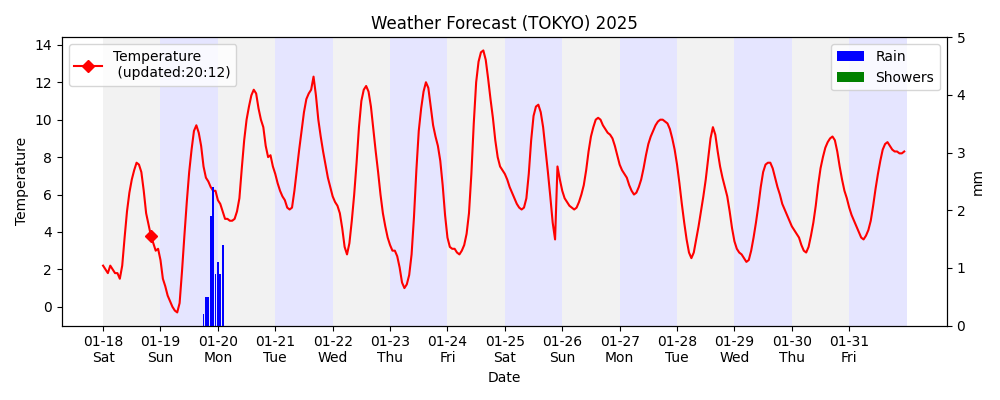 Weather Forecast (TOKYO) 2025
Temperature
(updated:20:12)
Rain
Showers
Temperature
14
12
10
8
6
4
2
0
5
4
3
2
1
0
mm
01-18 01-19 01-20 01-21 01-22 01-23 01-24 01-25 01-26 01-27 01-28 01-29 01-30 01-31
Sat Sun Mon Tue Wed Thu Fri Sat Sun Mon Tue Wed Thu Fri
Date